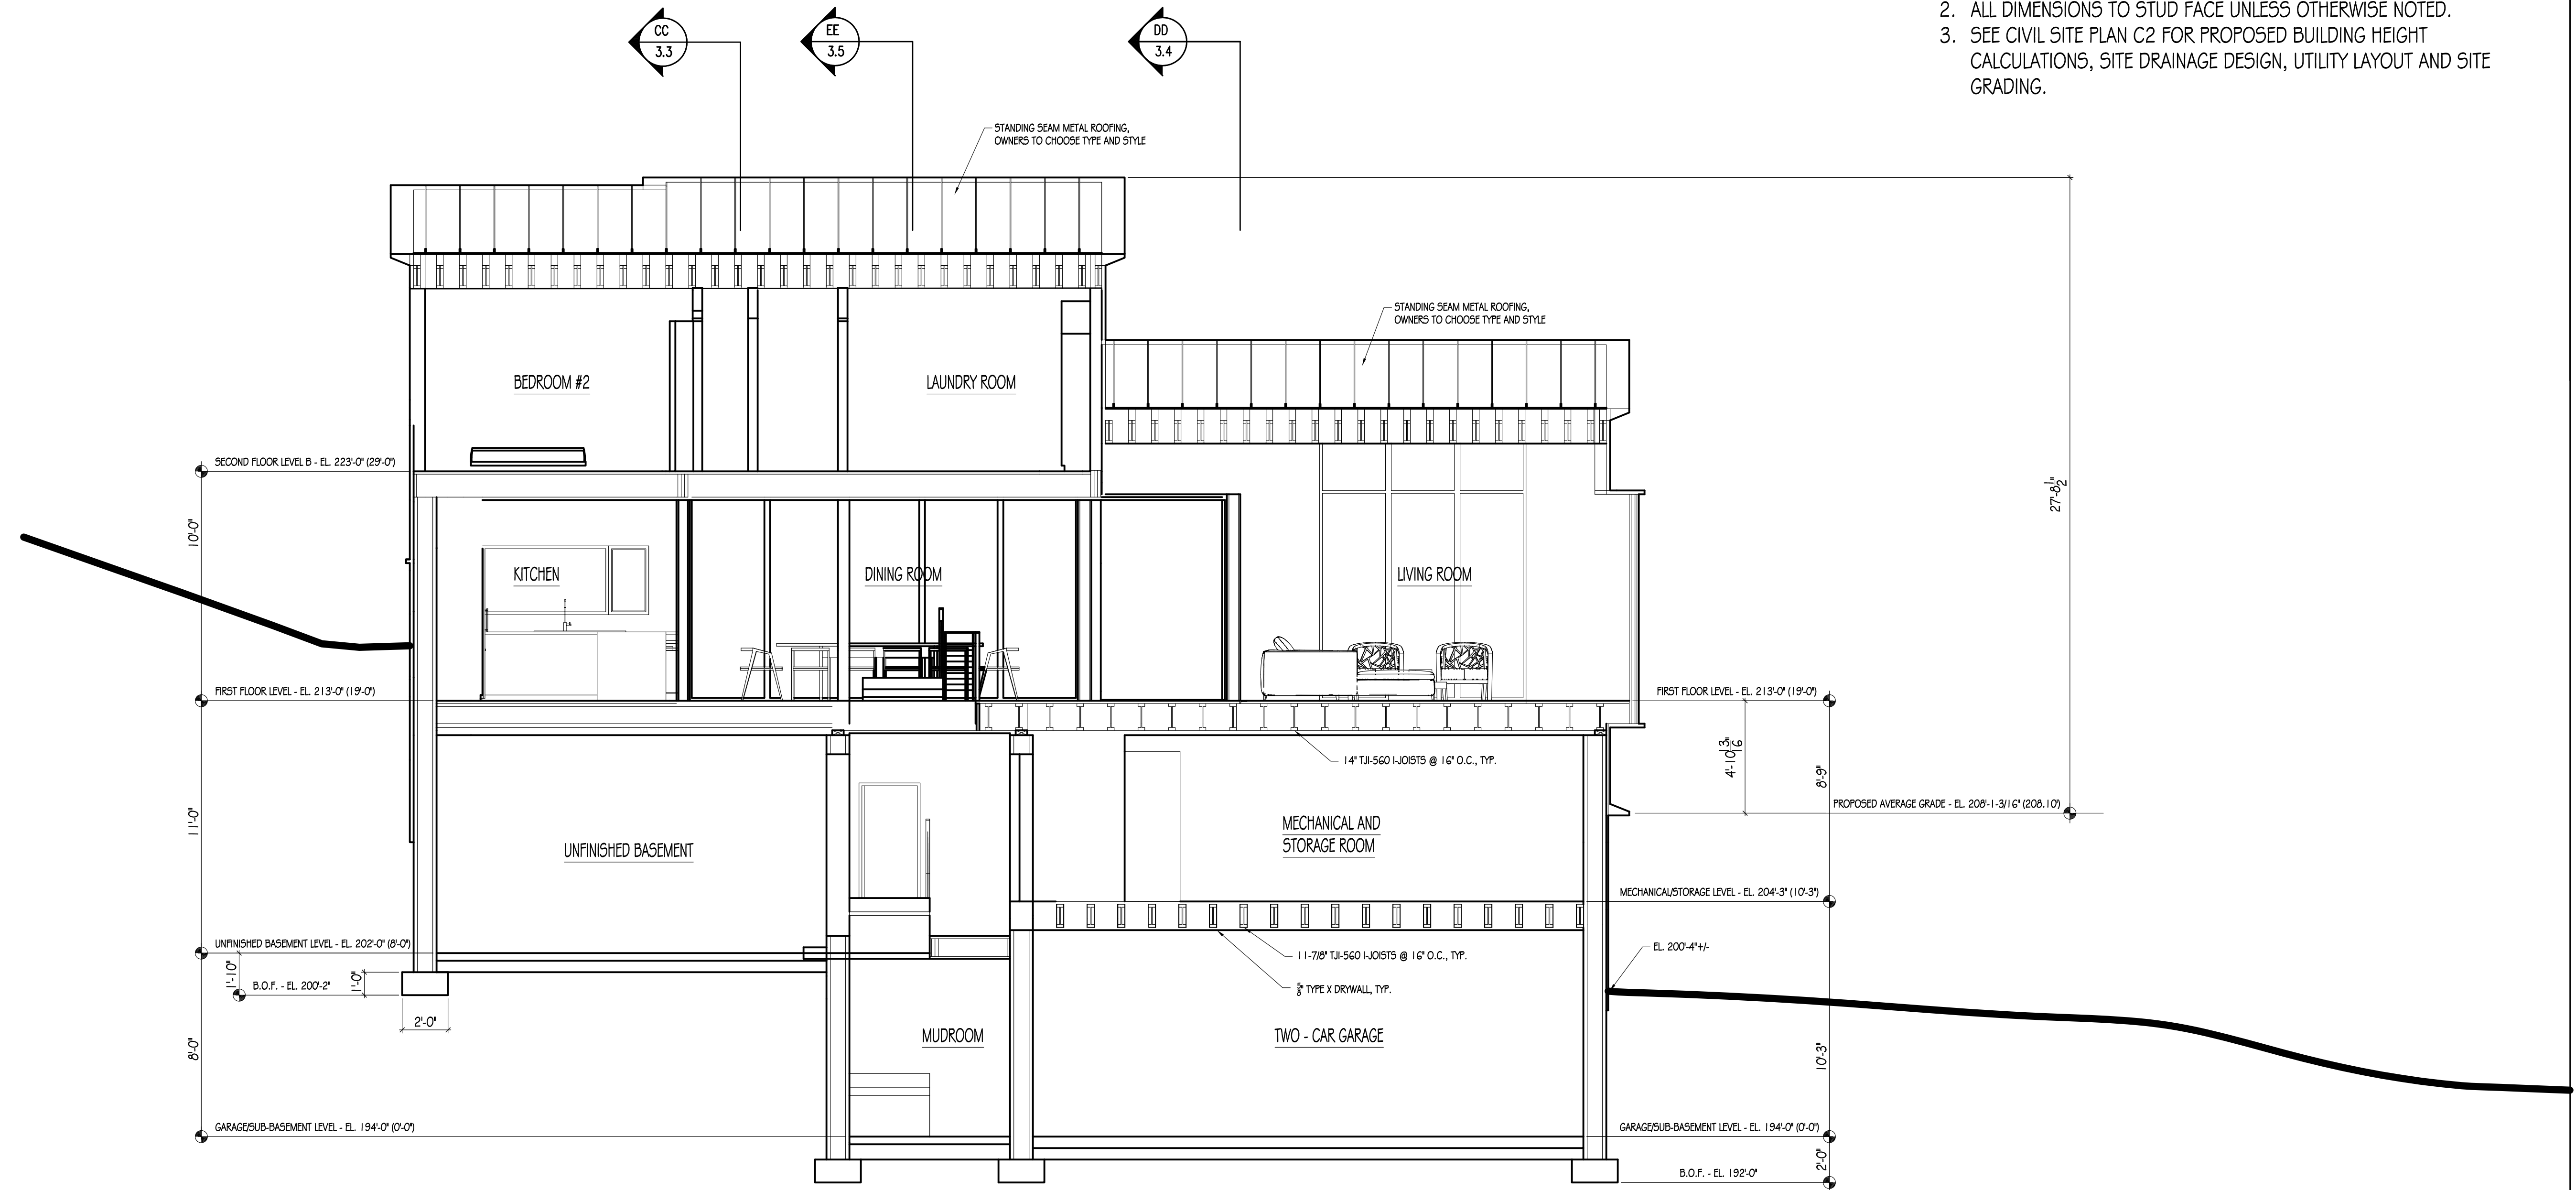 2. ALL DIMENSIONS TO STUD FACE UNLESS OTHERWISE NOTED.
3. SEE CIVIL SITE PLAN C2 FOR PROPOSED BUILDING HEIGHT
CALCULATIONS, SITE DRAINAGE DESIGN, UTILITY LAYOUT AND SITE
GRADING.
CC
3.3
EE
3.5
DD
3.4
STANDING SEAM METAL ROOFING,
OWNERS TO CHOOSE TYPE AND STYLE
STANDING SEAM METAL ROOFING,
OWNERS TO CHOOSE TYPE AND STYLE
BEDROOM #2
LAUNDRY ROOM
SECOND FLOOR LEVEL B - EL. 223'-0" (29'-0")
27'-8 1/2"
10'-0"
KITCHEN
DINING ROOM
LIVING ROOM
FIRST FLOOR LEVEL - EL. 213'-0" (19'-0")
FIRST FLOOR LEVEL - EL. 213'-0" (19'-0")
14" TJI-560 I-JOISTS @ 16" O.C., TYP.
4'-10 13/16"
8'-9"
11'-0"
PROPOSED AVERAGE GRADE - EL. 208'-1-3/16" (208.10')
UNFINISHED BASEMENT
MECHANICAL AND
STORAGE ROOM
MECHANICAL/STORAGE LEVEL - EL. 204'-3" (10'-3")
UNFINISHED BASEMENT LEVEL - EL. 202'-0" (8'-0")
EL. 200'-4"+/-
11-7/8" TJI-560 I-JOISTS @ 16" O.C., TYP.
1'-10"
B.O.F. - EL. 200'-2"
1'-0"
5/8" TYPE X DRYWALL, TYP.
2'-0"
MUDROOM
TWO - CAR GARAGE
8'-0"
10'-3"
GARAGE/SUB-BASEMENT LEVEL - EL. 194'-0" (0'-0")
GARAGE/SUB-BASEMENT LEVEL - EL. 194'-0" (0'-0")
2'-0"
B.O.F. - EL. 192'-0"